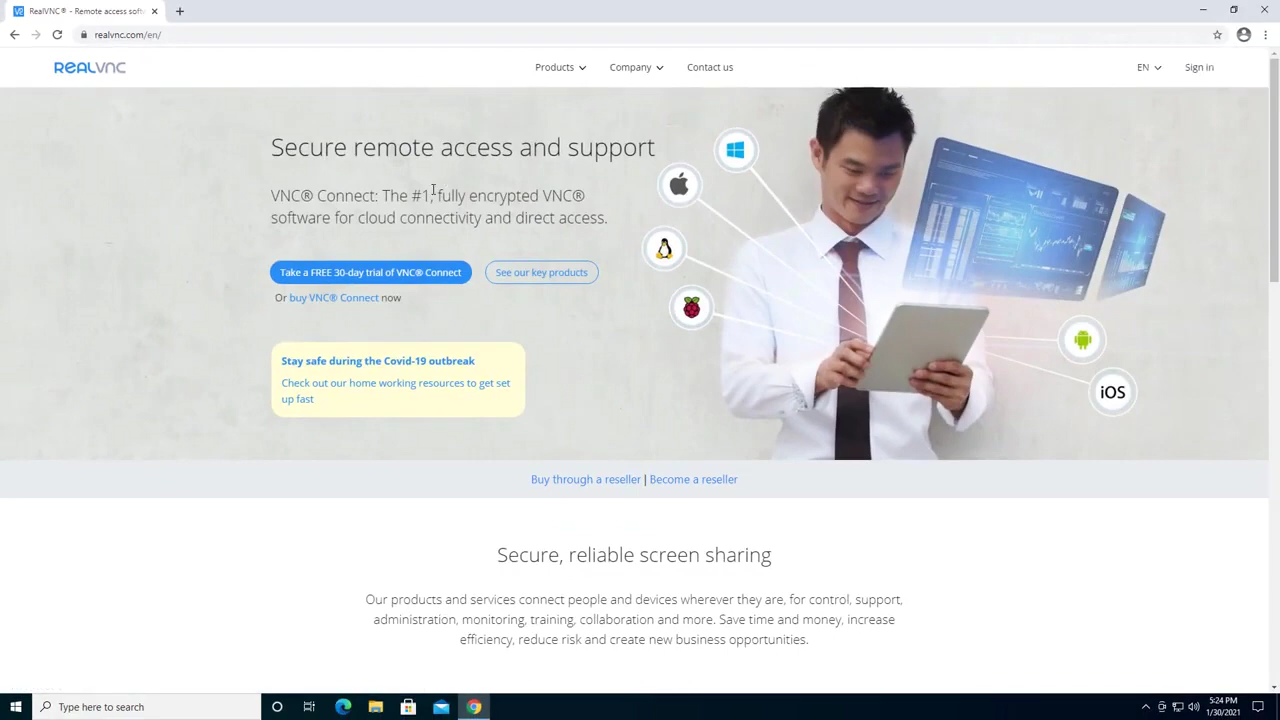 RealVNC® - Remote access softw
realvnc.com/en/
REALVNC
Products
Company
Contact us
EN
Sign in
Secure remote access and support
VNC® Connect: The #1, fully encrypted VNC®
software for cloud connectivity and direct access.
Take a FREE 30-day trial of VNC® Connect
See our key products
Or buy VNC® Connect now
Stay safe during the Covid-19 outbreak
Check out our home working resources to get set
up fast
iOS
Buy through a reseller | Become a reseller
Secure, reliable screen sharing
Our products and services connect people and devices wherever they are, for control, support,
administration, monitoring, training, collaboration and more. Save time and money, increase
efficiency, reduce risk and create new business opportunities.
Type here to search
5:24 PM
1/30/2021